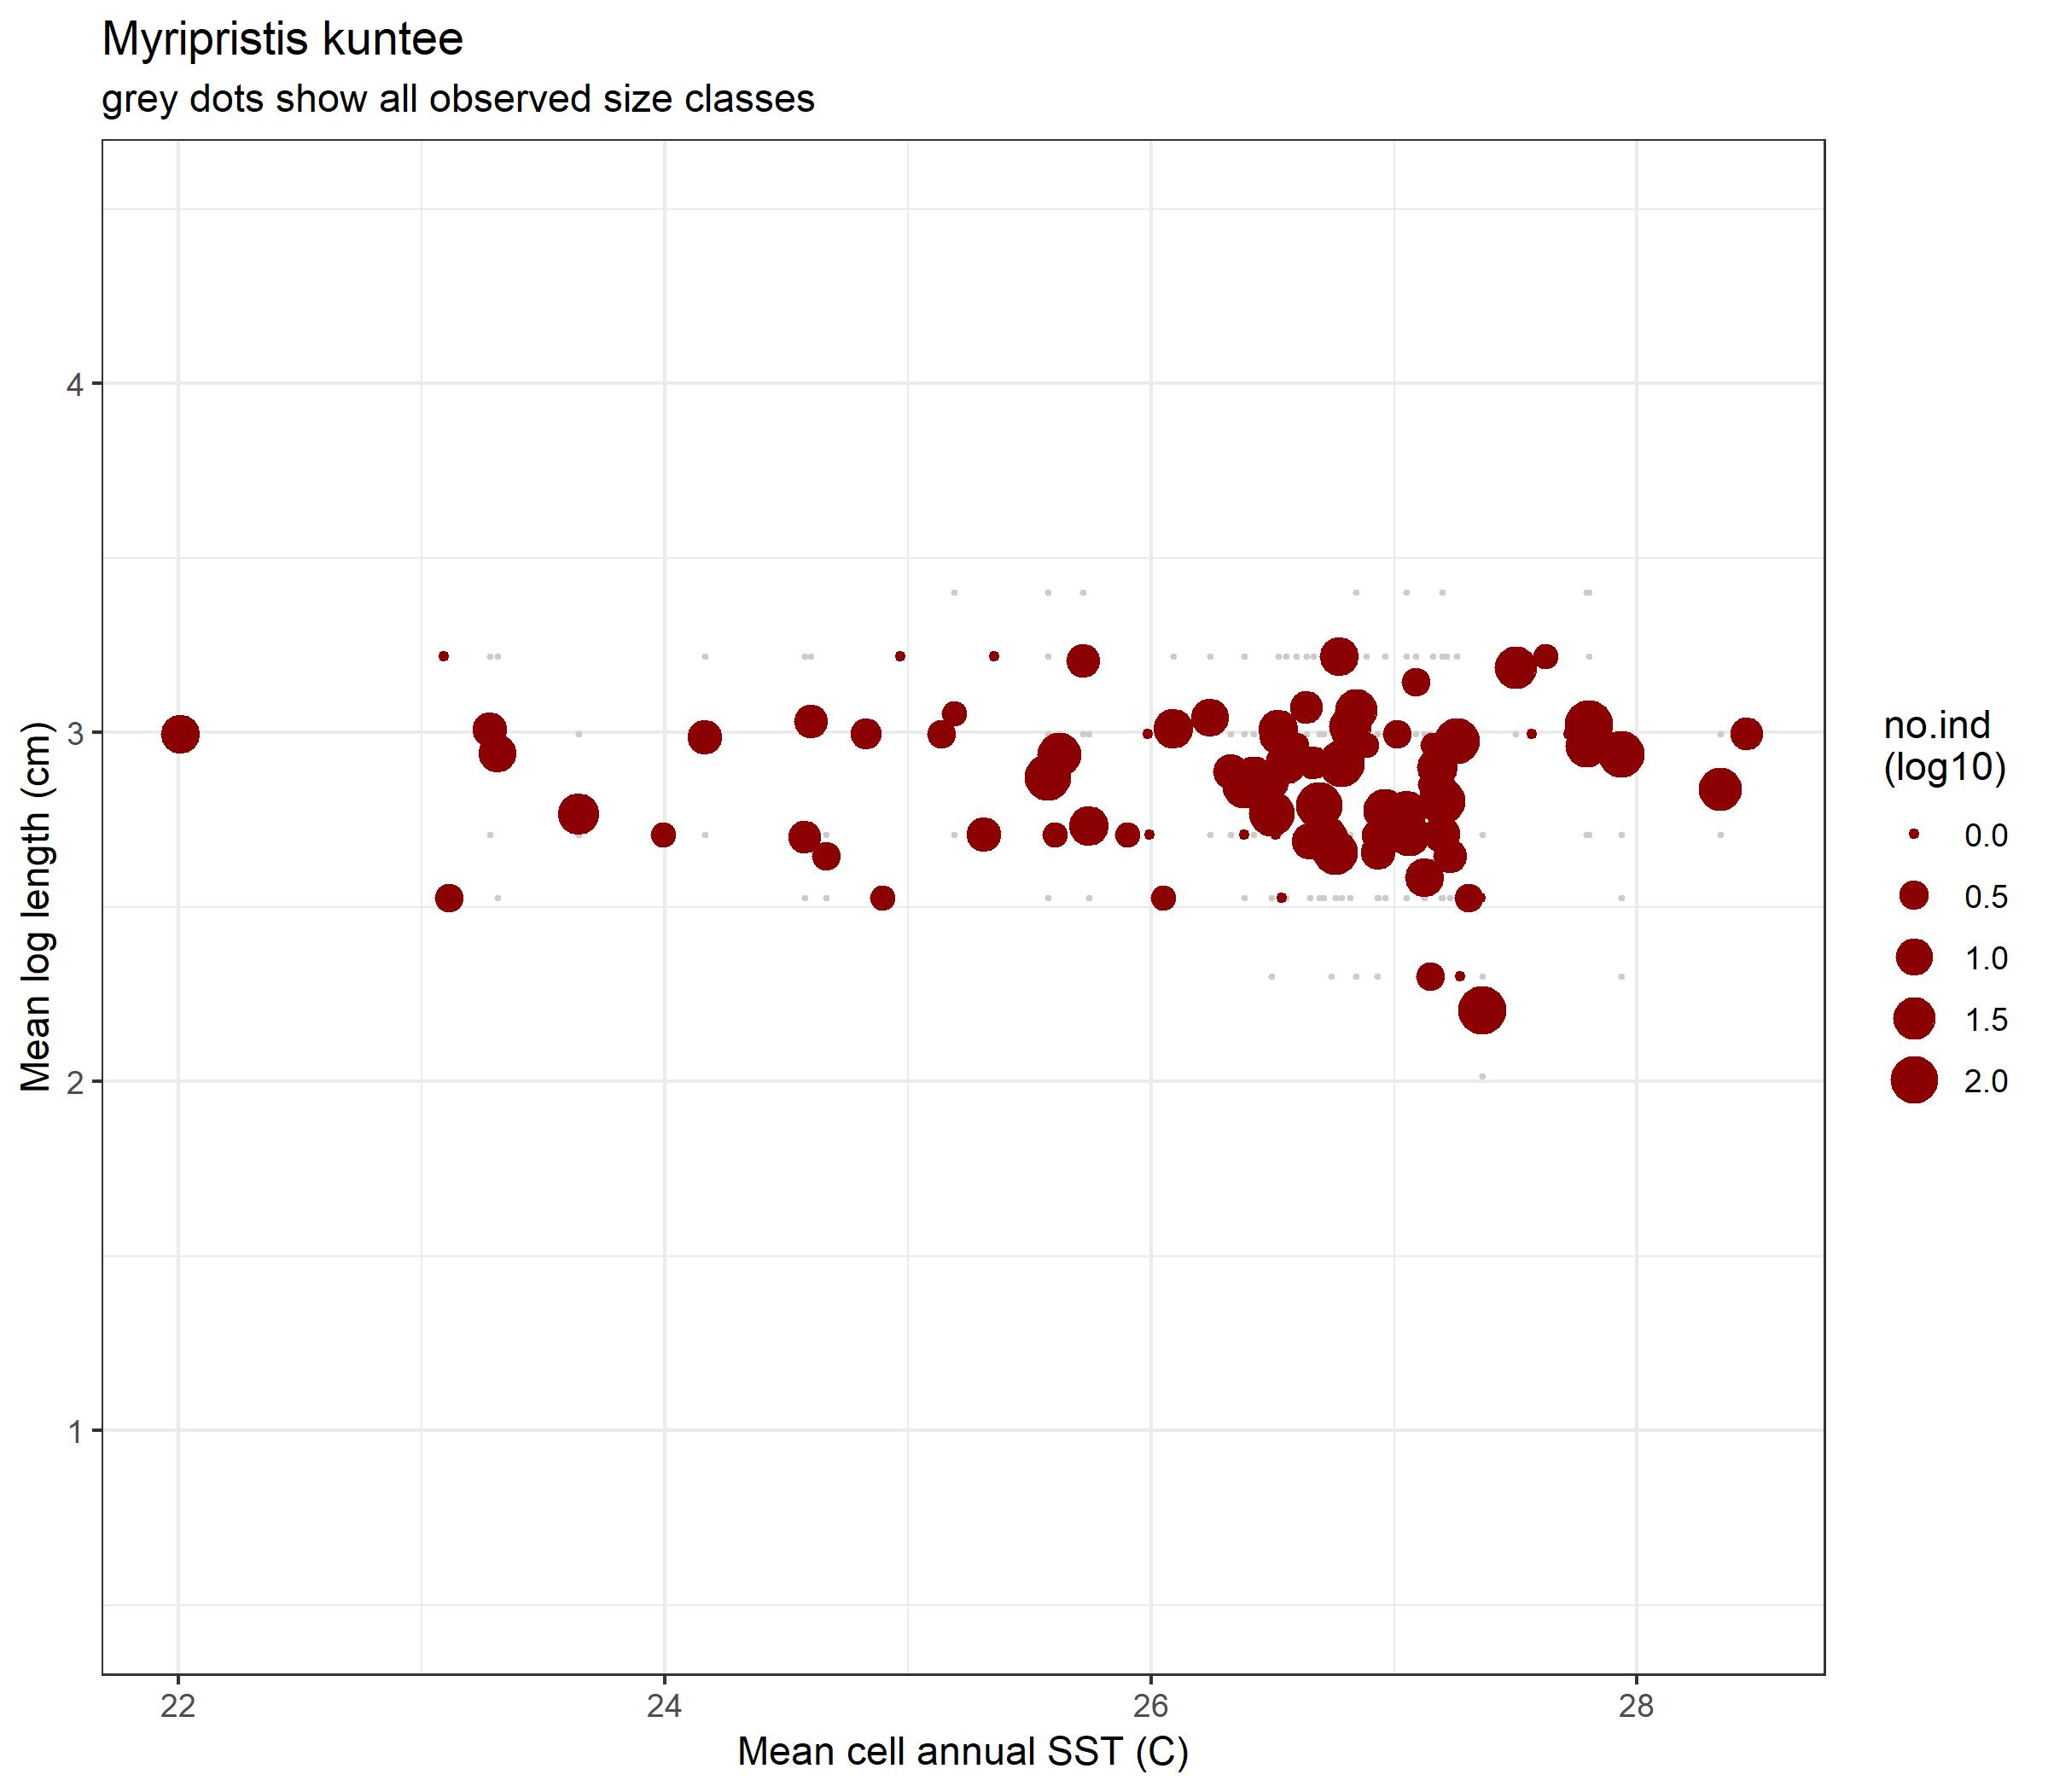 Myripristis kuntee
grey dots show all observed size classes
Mean log length (cm)
4
3
2
1
22
24
26
28
Mean cell annual SST (C)
no.ind
(log10)
0.0
0.5
1.0
1.5
2.0